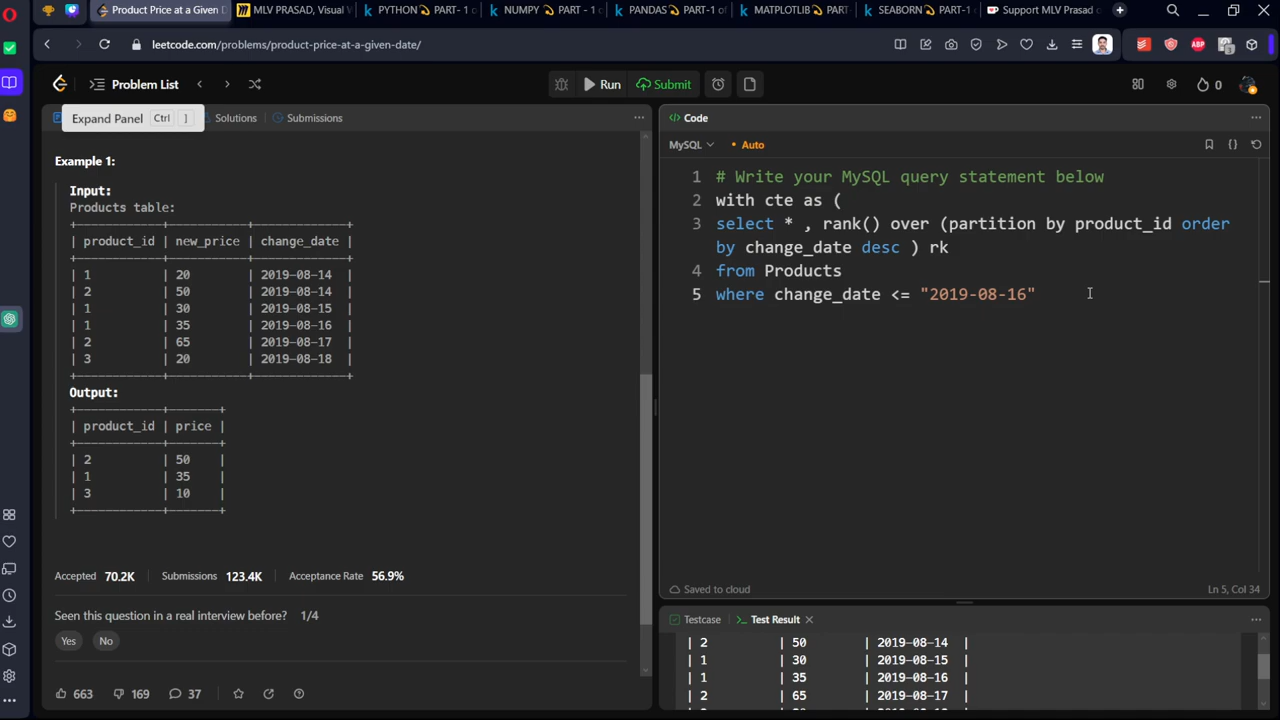 Product Price at a Given D
MLV PRASAD, Visual W
PYTHON PART- 1 o
NUMPY PART - 1 o
PANDAS PART-1 of
MATPLOTLIB PART
SEABORN PART-1
Support MLV Prasad c
leetcode.com/problems/product-price-at-a-given-date/
ABP
Problem List
Run
Submit
0
Expand Panel Ctrl ]
Solutions
Submissions
</> Code
MySQL
• Auto
Example 1:
Input:
Products table:
+------------+-----------+-------------+
| product_id | new_price | change_date |
+------------+-----------+-------------+
| 1 | 20 | 2019-08-14 |
| 2 | 50 | 2019-08-14 |
| 1 | 30 | 2019-08-15 |
| 1 | 35 | 2019-08-16 |
| 2 | 65 | 2019-08-17 |
| 3 | 20 | 2019-08-18 |
+------------+-----------+-------------+
Output:
+------------+-------+
| product_id | price |
+------------+-------+
| 2 | 50 |
| 1 | 35 |
| 3 | 10 |
+------------+-------+
Accepted 70.2K
Submissions 123.4K
Acceptance Rate 56.9%
Seen this question in a real interview before? 1/4
Yes
No
663
169
37
1 # Write your MySQL query statement below
2 with cte as (
3 select * , rank() over (partition by product_id order
by change_date desc ) rk
4 from Products
5 where change_date <= "2019-08-16"
Saved to cloud
Ln 5, Col 34
Testcase
>_ Test Result
| 2 | 50 | 2019-08-14 |
| 1 | 30 | 2019-08-15 |
| 1 | 35 | 2019-08-16 |
| 2 | 65 | 2019-08-17 |